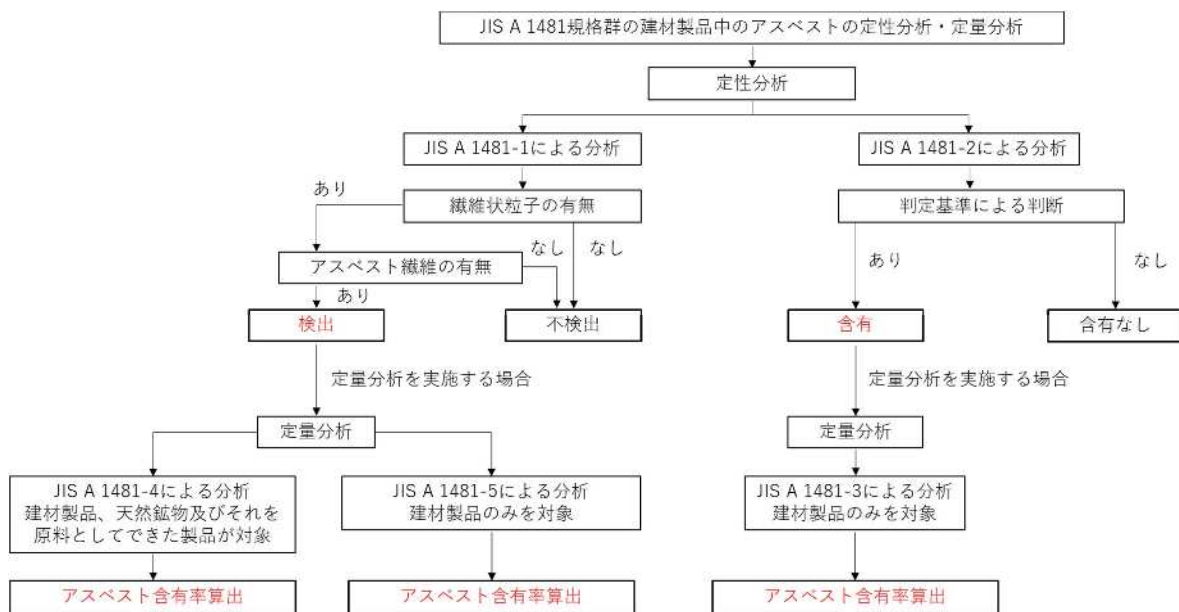 JIS A 1481規格群の建材製品中のアスベストの定性分析・定量分析
定性分析
JIS A 1481-1による分析
JIS A 1481-2による分析
あり
繊維状粒子の有無
判定基準による判断
なし
なし
あり
なし
アスベスト繊維の有無
あり
検出
不検出
含有
含有なし
定量分析を実施する場合
定量分析を実施する場合
定量分析
定量分析
JIS A 1481-4による分析
建材製品、天然鉱物及びそれを
原料としてできた製品が対象
JIS A 1481-5による分析
建材製品のみを対象
JIS A 1481-3による分析
建材製品のみを対象
アスベスト含有率算出
アスベスト含有率算出
アスベスト含有率算出